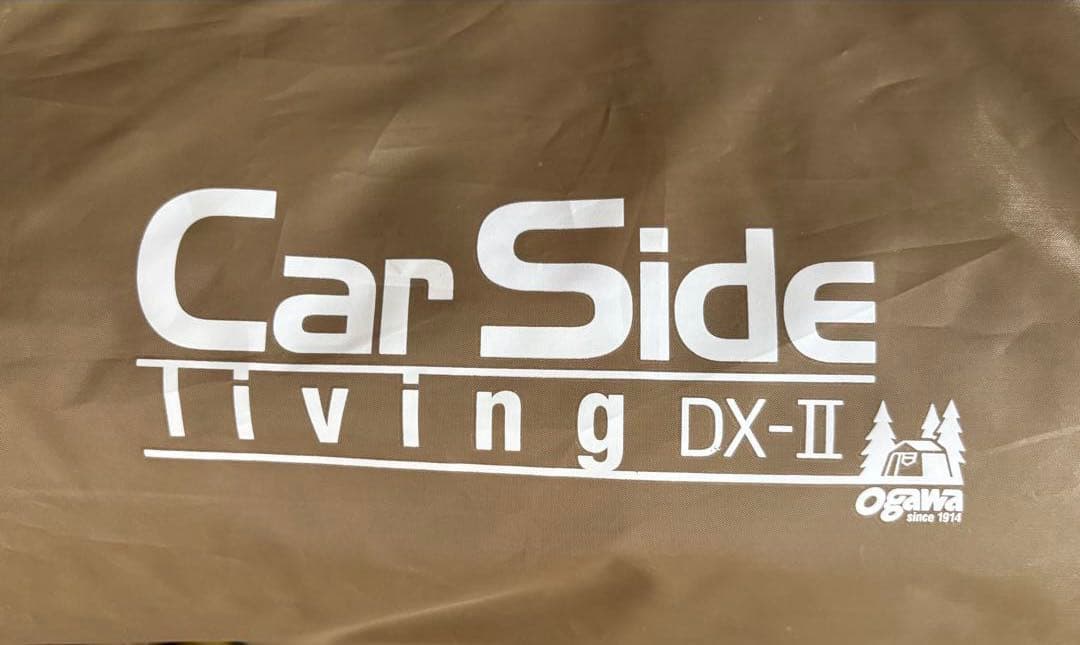 Car Side
living DX-II
ogawa
since 1914